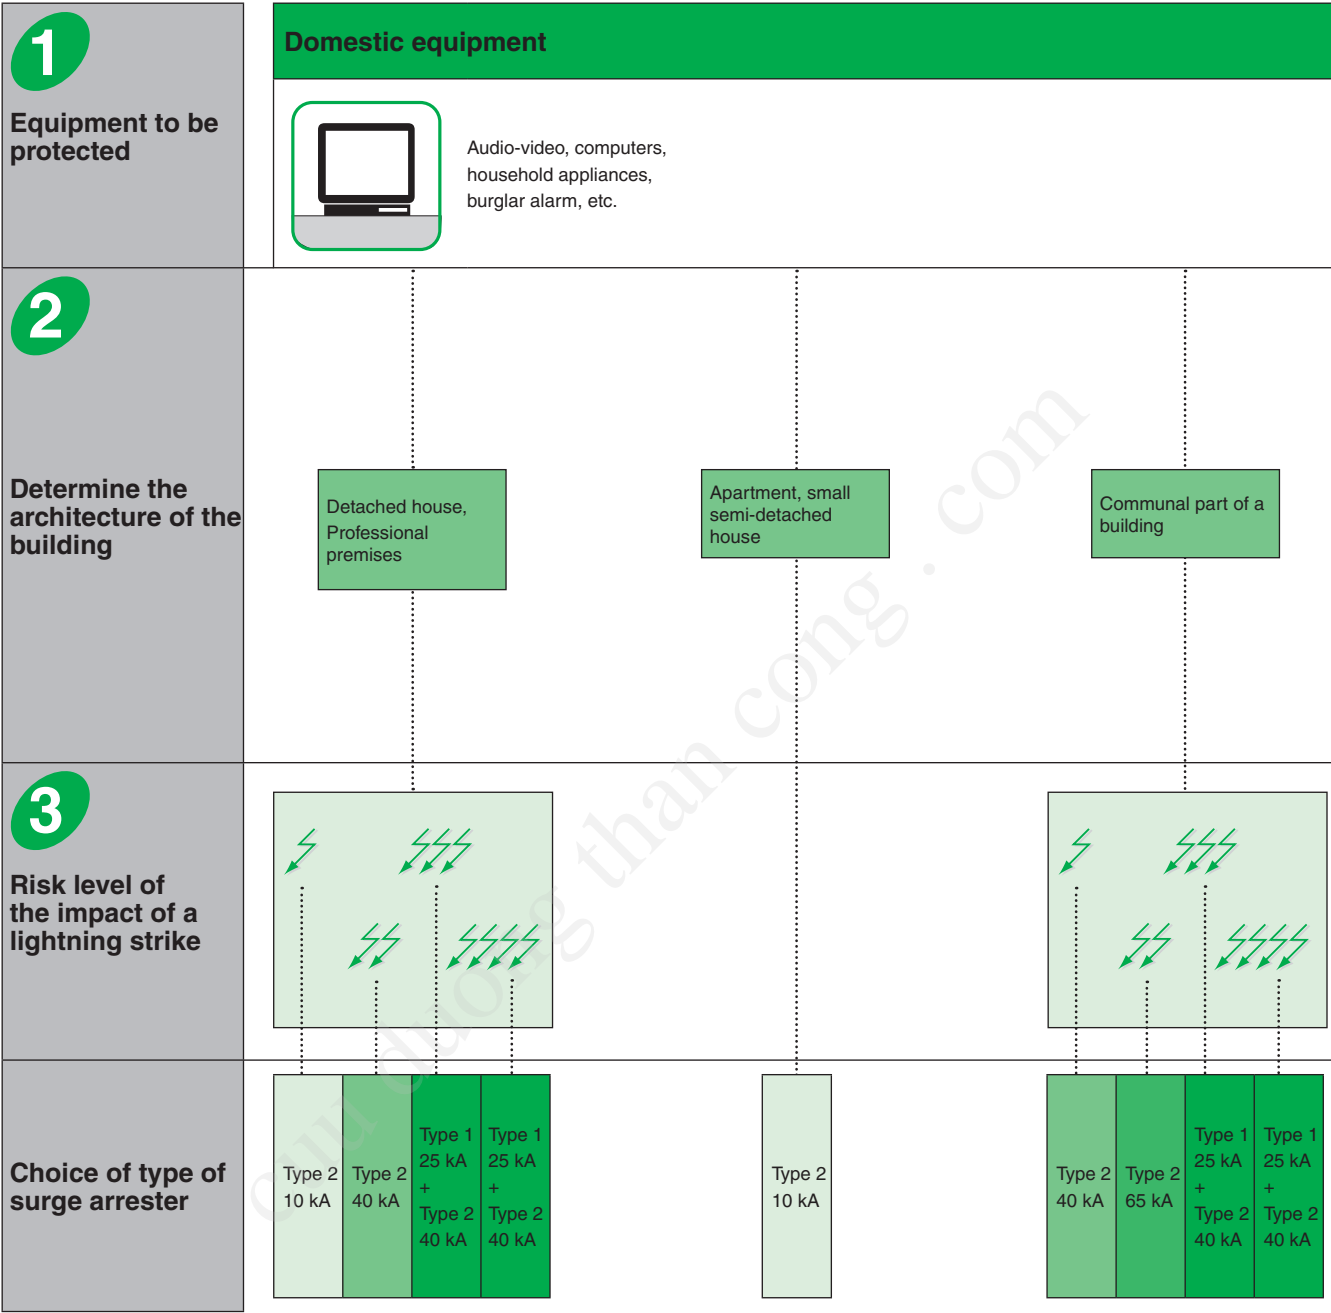 1
Equipment to be
protected
Domestic equipment
Audio-video, computers,
household appliances,
burglar alarm, etc.
2
Determine the
architecture of the
building
Detached house,
Professional
premises
Apartment, small
semi-detached
house
Communal part of a
building
3
Risk level of
the impact of a
lightning strike
Choice of type of
surge arrester
Type 2
10 kA
Type 2
40 kA
Type 1
25 kA
+
Type 2
40 kA
Type 1
25 kA
+
Type 2
40 kA
Type 2
10 kA
Type 2
40 kA
Type 2
65 kA
Type 1
25 kA
+
Type 2
40 kA
Type 1
25 kA
+
Type 2
40 kA
cuu duong than cong . com